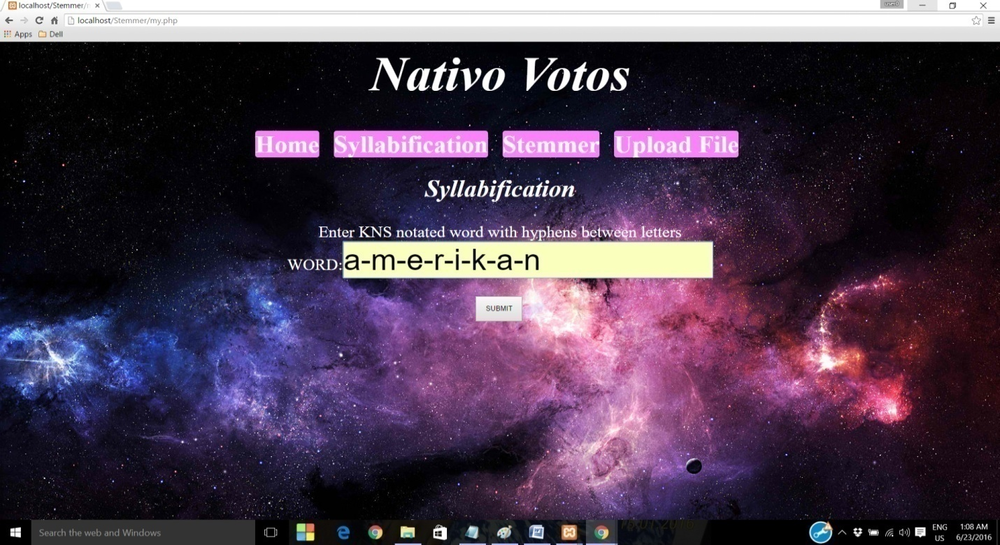 localhost/Stemmer/
user0
localhost/Stemmer/my.php
Apps Dell
Nativo Votos
Home Syllabification Stemmer Upload File
Syllabification
Enter KNS notated word with hyphens between letters
WORD: a-m-e-r-i-k-a-n
SUBMIT
Search the web and Windows
ENG
US
1:08 AM
6/23/2016